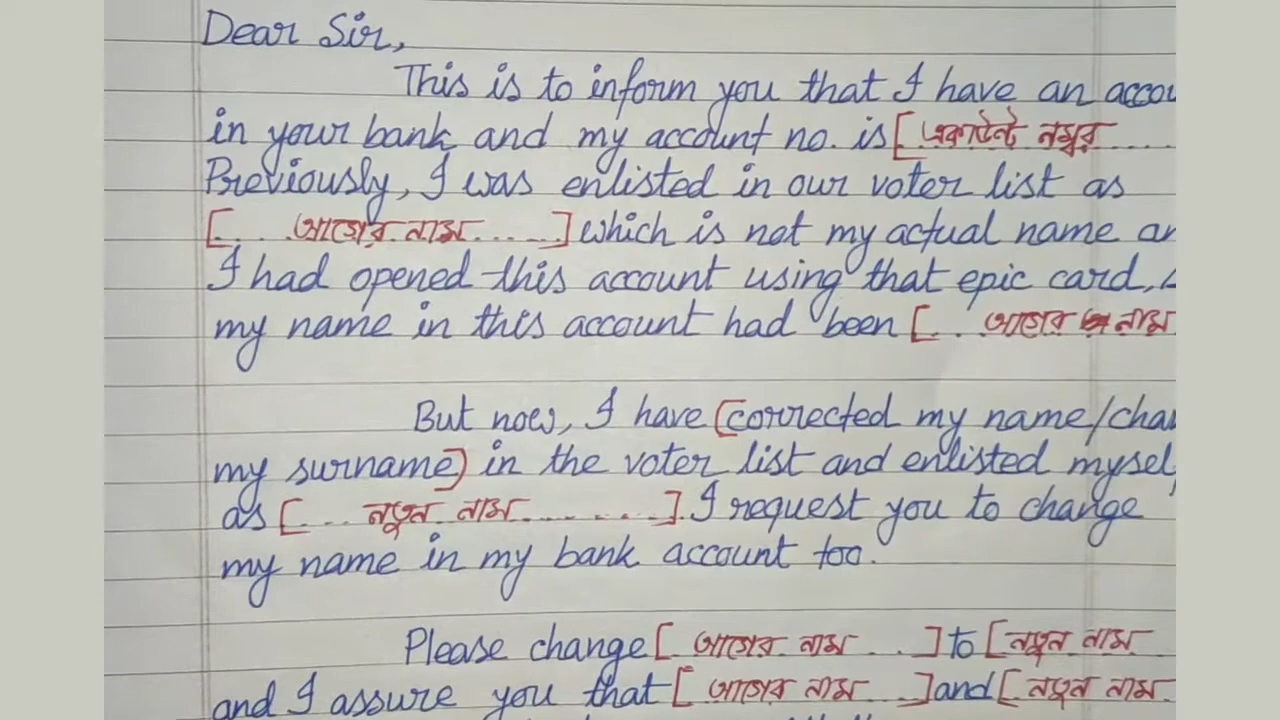 Dear Sir,
This is to inform you that I have an accou
in your bank and my account no. is [ একাউন্ট নম্বর ....
Previously, I was enlisted in our voter list as
[... আগের নাম ......] which is not my actual name an
I had opened this account using that epic card,
my name in this account had been [... আগের নাম
But now, I have [corrected my name/chan
my surname] in the voter list and enlisted mysel
as [... নতুন নাম ........]. I request you to change
my name in my bank account too.
Please change [ আগের নাম ...] to [নতুন নাম
and I assure you that [ আগের নাম ...] and [ নতুন নাম